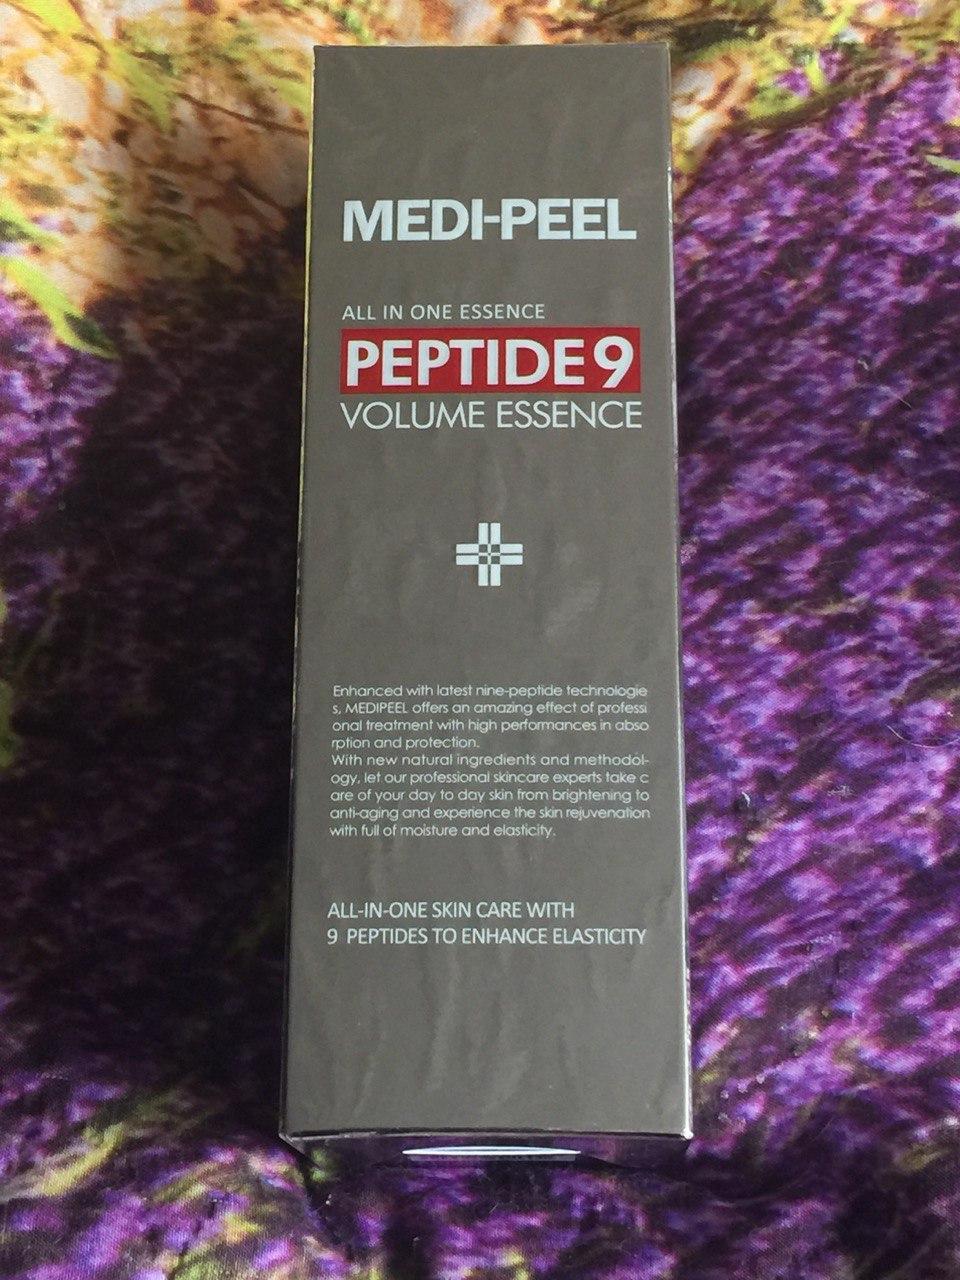 MEDI-PEEL
ALL IN ONE ESSENCE
PEPTIDE 9
VOLUME ESSENCE
Enhanced with latest nine-peptide technologie
s, MEDIPEEL offers an amazing effect of professi
onal treatment with high performances in abso
rption and protection.
With new natural ingredients and methodol-
ogy, let our professional skincare experts take c
are of your day to day skin from brightening to
anti-aging and experience the skin rejuvenation
with full of moisture and elasticity.
ALL-IN-ONE SKIN CARE WITH
9 PEPTIDES TO ENHANCE ELASTICITY